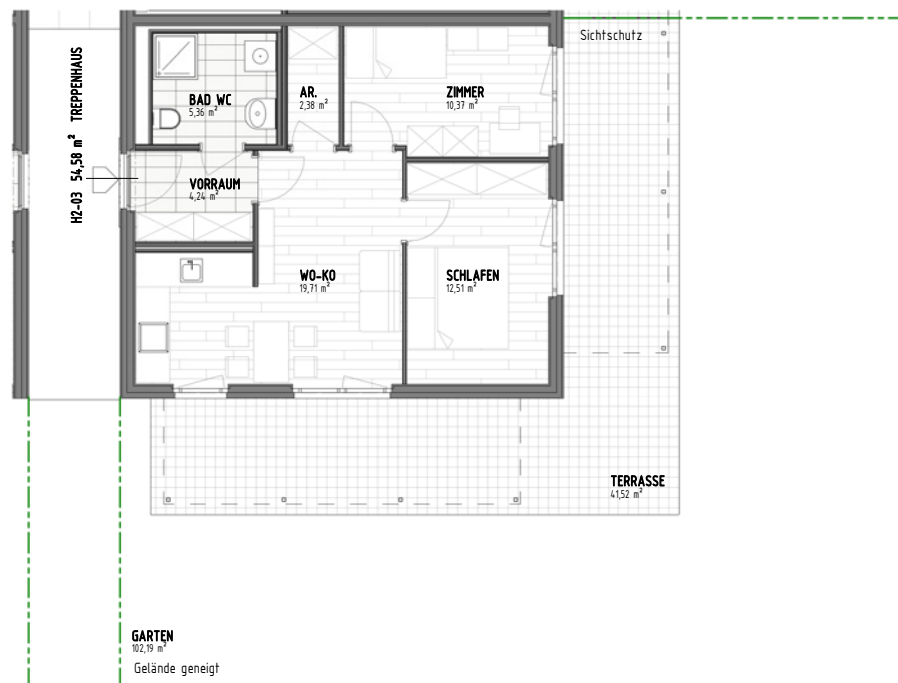 Sichtschutz
H2-03 54,58 m² TREPPENHAUS
BAD WC
5,36 m²
AR.
2,38 m²
ZIMMER
10,37 m²
VORRAUM
4,24 m²
WO-KO
19,71 m²
SCHLAFEN
12,51 m²
TERRASSE
41,52 m²
GARTEN
102,19 m²
Gelände geneigt